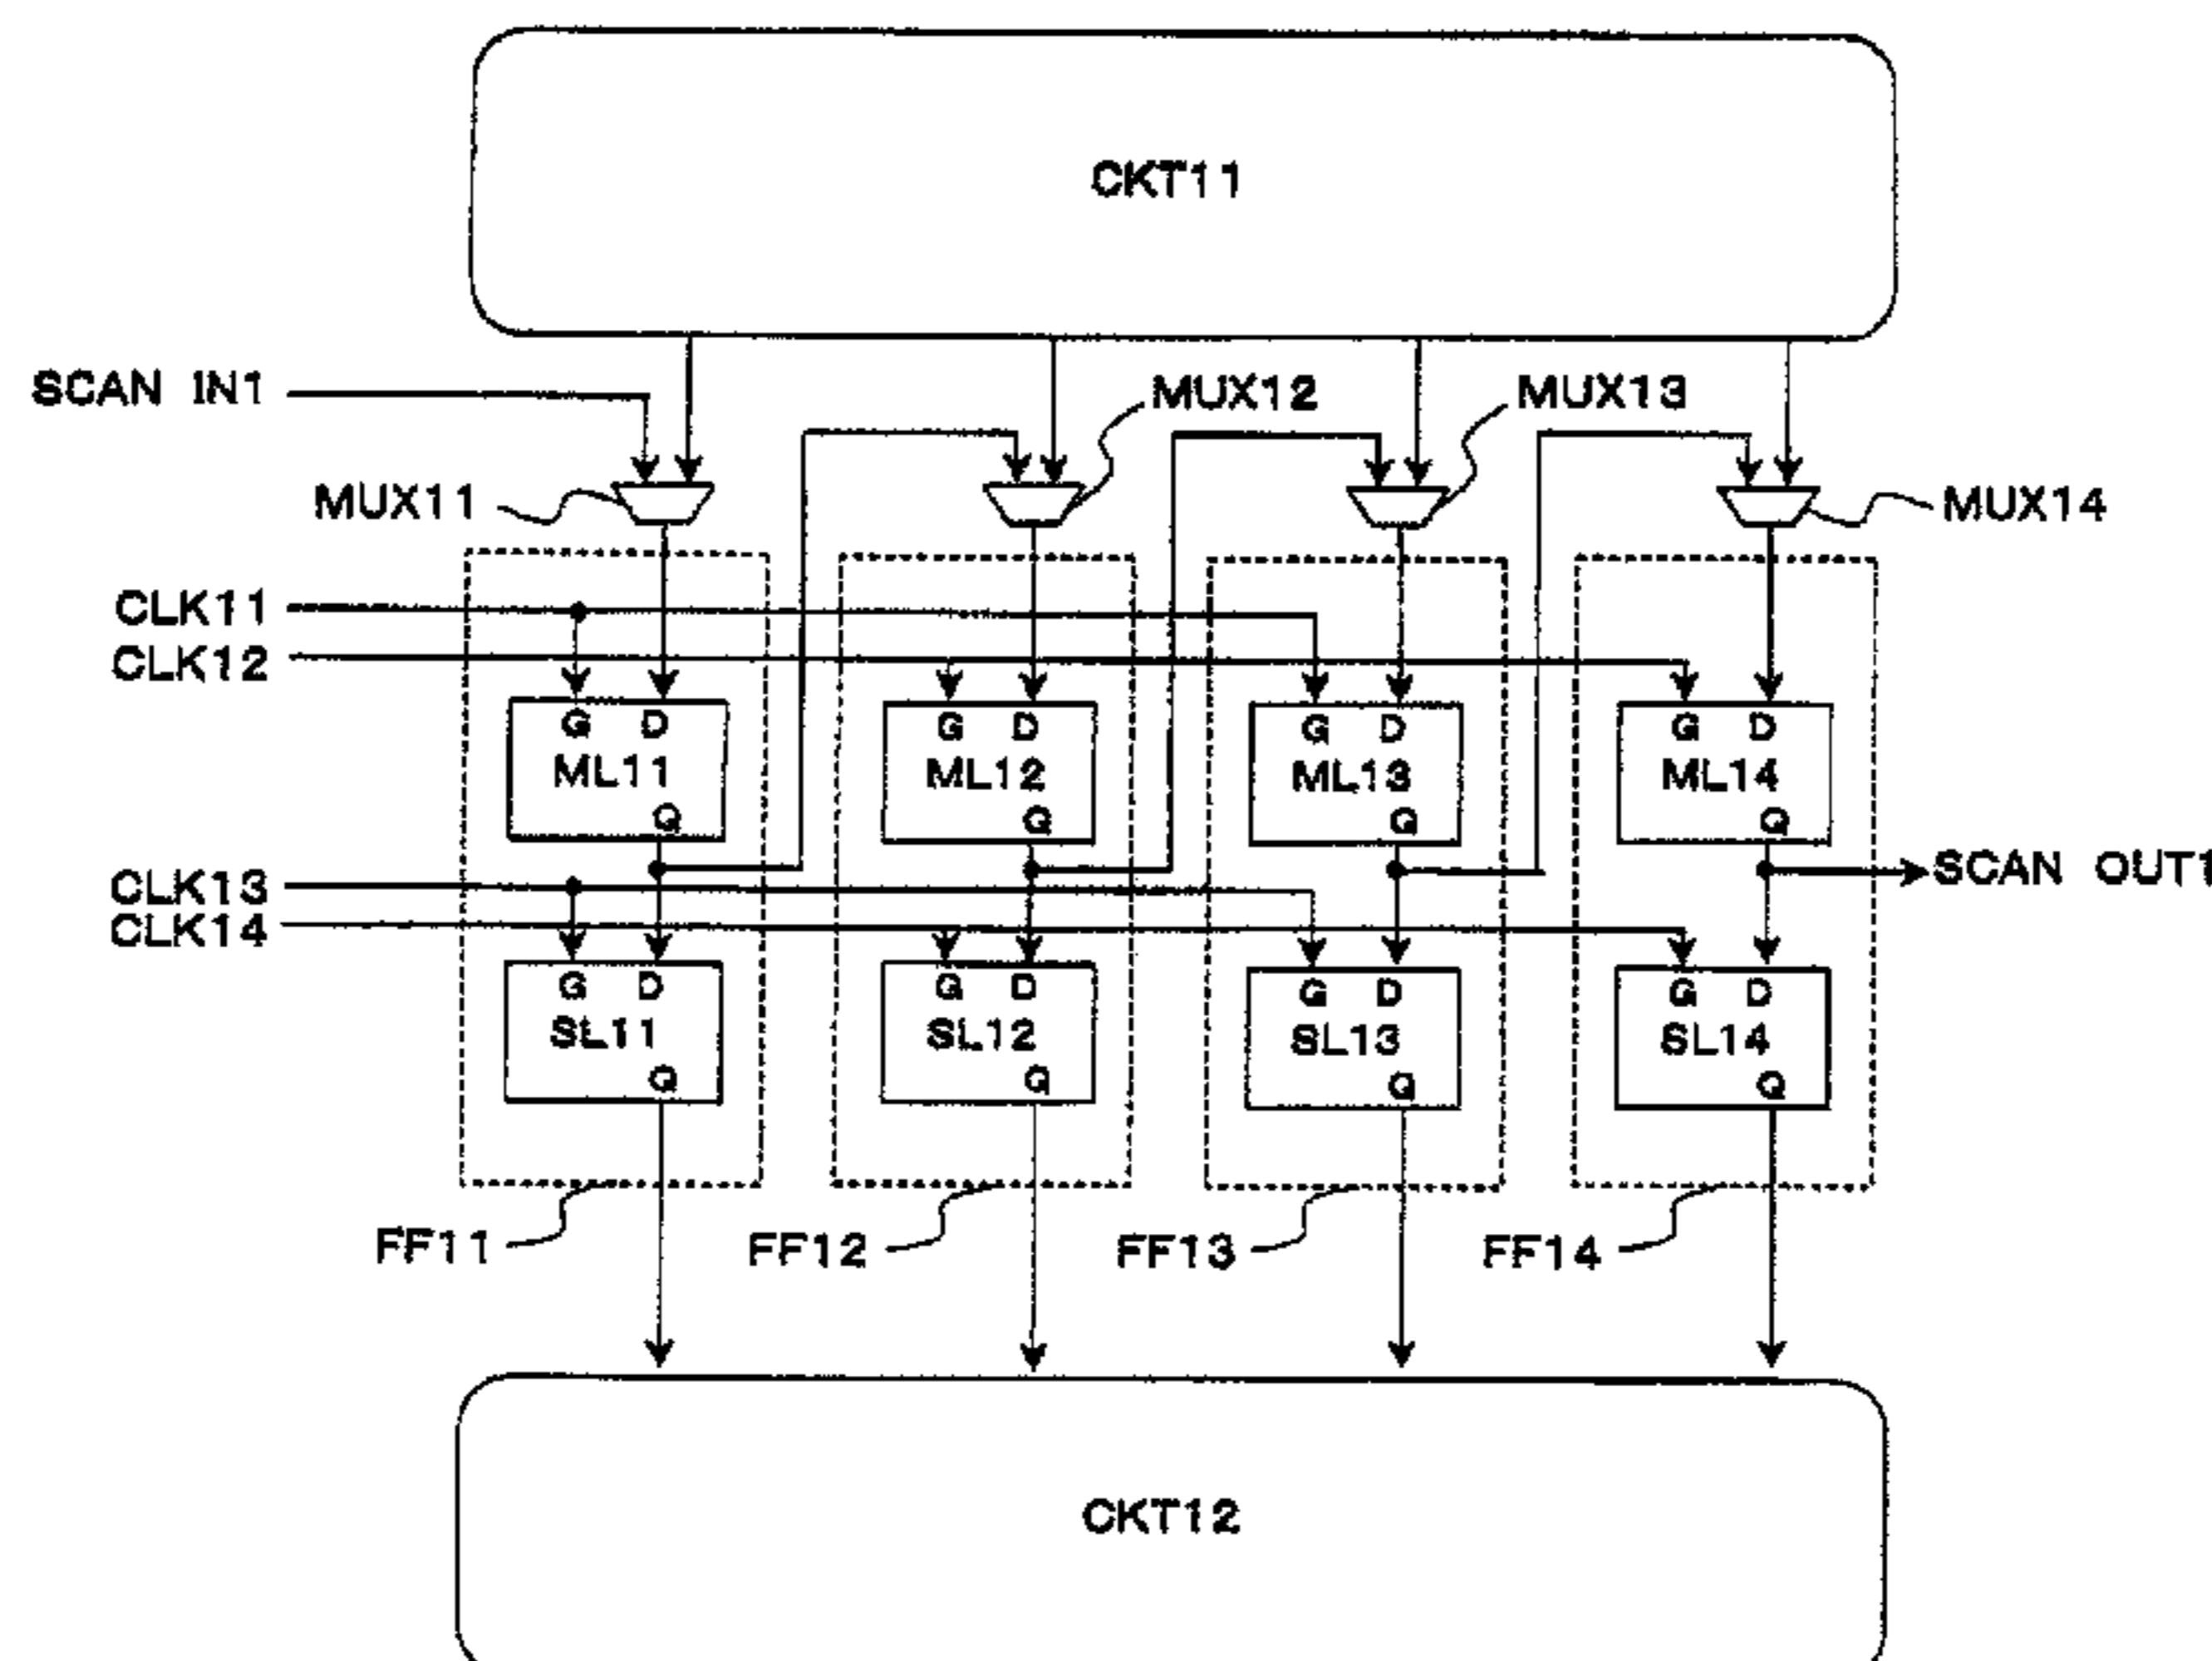 CKT11
SCAN IN1
MUX12
MUX13
MUX11
MUX14
CLK11
CLK12
G D
ML11
Q
G D
ML12
Q
G D
ML13
Q
G D
ML14
Q
CLK13
CLK14
SCAN OUT1
G D
SL11
Q
G D
SL12
Q
G D
SL13
Q
G D
SL14
Q
FF11
FF12
FF13
FF14
CKT12